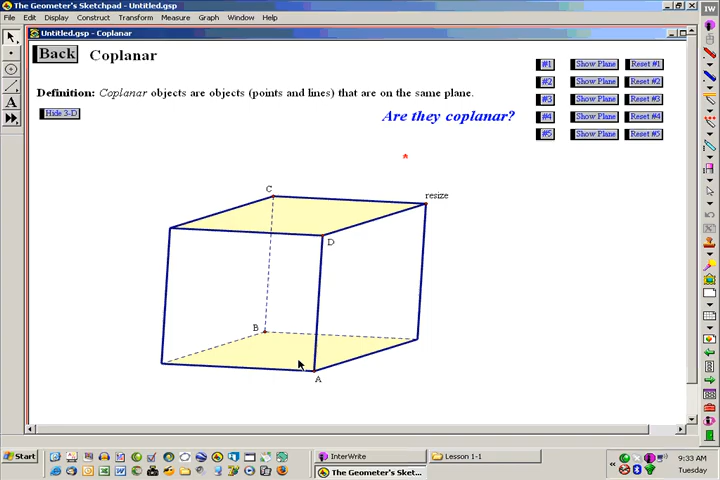 The Geometer's Sketchpad - Untitled.gsp
IW
File Edit Display Construct Transform Measure Graph Window Help
Untitled.gsp - Coplanar
Back Coplanar
#1 Show Plane Reset #1
#2 Show Plane Reset #2
Definition: Coplanar objects are objects (points and lines) that are on the same plane.
#3 Show Plane Reset #3
Hide 3-D
Are they coplanar?
#4 Show Plane Reset #4
#5 Show Plane Reset #5
*
A
C
resize
D
B
A
Start
InterWrite
Lesson 1-1
9:33 AM
The Geometer's Sket...
Tuesday